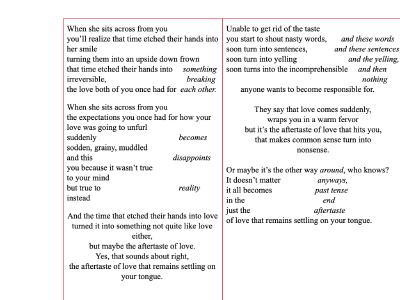 When she sits across from you
you'll realize that time etched their hands into
her smile
turning them into an upside down frown
that time etched their hands into something
irreversible, breaking
the love both of you once had for each other.
When she sits across from you
the expectations you once had for how your
love was going to unfurl
suddenly becomes
sodden, grainy, muddled
and this disappoints
you because it wasn't true
to your mind
but true to reality
instead
And the time that etched their hands into love
turned it into something not quite like love
either,
but maybe the aftertaste of love.
Yes, that sounds about right,
the aftertaste of love that remains settling on
your tongue.
Unable to get rid of the taste
you start to shout nasty words, and these words
soon turn into sentences, and these sentences
soon turn into yelling and the yelling,
soon turns into the incomprehensible and then
nothing
anyone wants to become responsible for.
They say that love comes suddenly,
wraps you in a warm fervor
but it's the aftertaste of love that hits you,
that makes common sense turn into
nonsense.
Or maybe it's the other way around, who knows?
It doesn't matter anyways,
it all becomes past tense
in the end
just the aftertaste
of love that remains settling on your tongue.